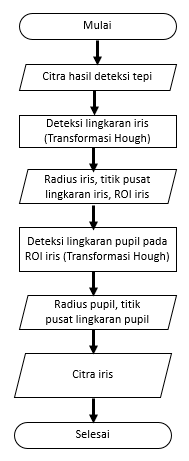 Mulai
Citra hasil deteksi tepi
Deteksi lingkaran iris
(Transformasi Hough)
Radius iris, titik pusat
lingkaran iris, ROI iris
Deteksi lingkaran pupil pada
ROI iris (Transformasi Hough)
Radius pupil, titik
pusat lingkaran pupil
Citra iris
Selesai